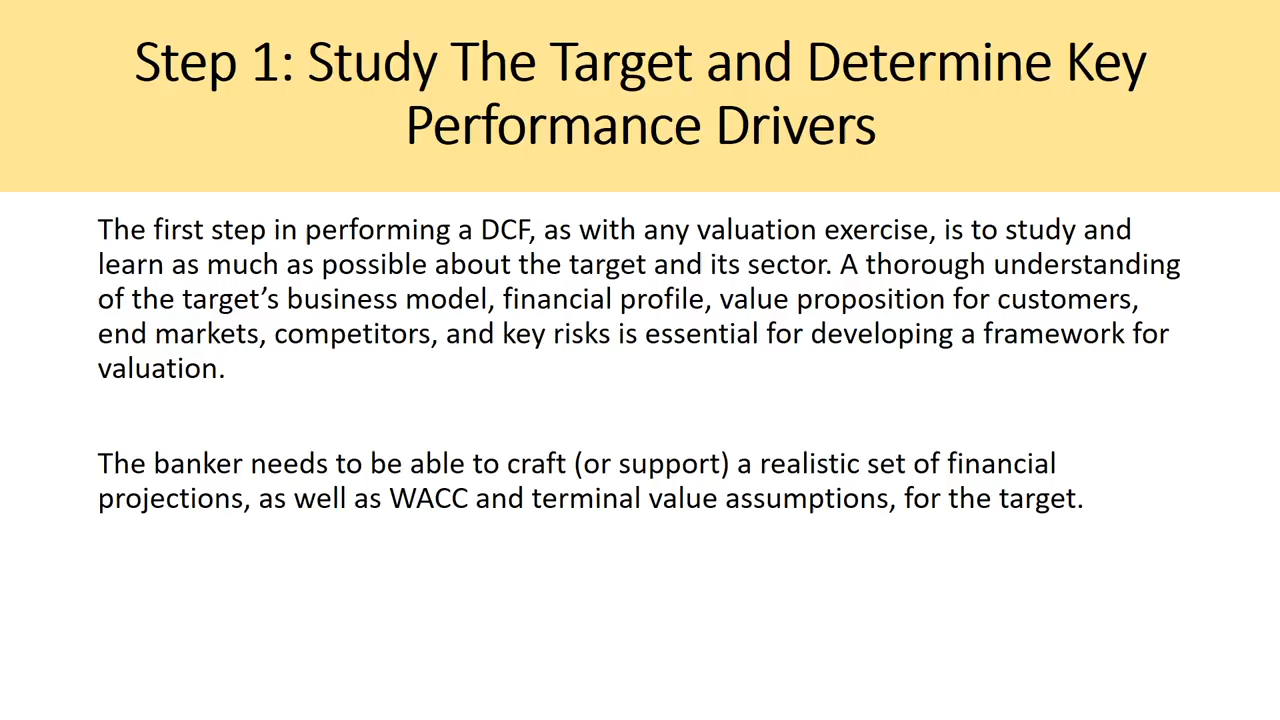 Step 1: Study The Target and Determine Key
Performance Drivers
The first step in performing a DCF, as with any valuation exercise, is to study and
learn as much as possible about the target and its sector. A thorough understanding
of the target’s business model, financial profile, value proposition for customers,
end markets, competitors, and key risks is essential for developing a framework for
valuation.
The banker needs to be able to craft (or support) a realistic set of financial
projections, as well as WACC and terminal value assumptions, for the target.